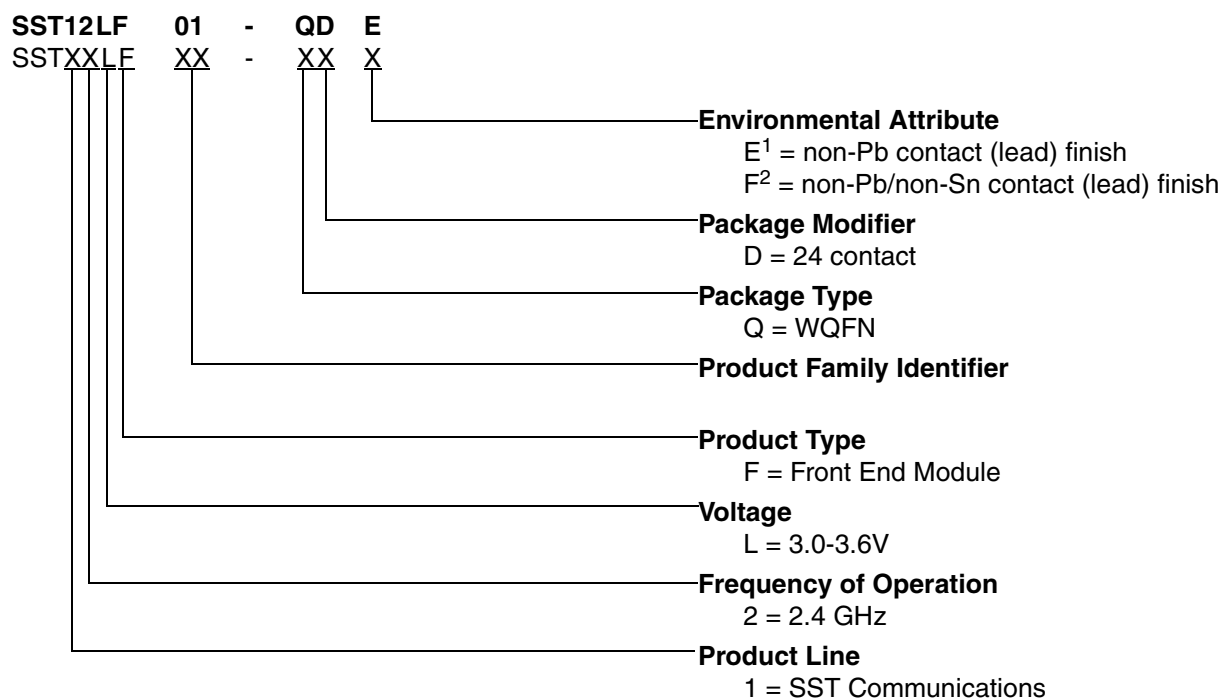 SST12LF 01 - QD E
SSTXXLF XX - XX X
Environmental Attribute
E1 = non-Pb contact (lead) finish
F2 = non-Pb/non-Sn contact (lead) finish
Package Modifier
D = 24 contact
Package Type
Q = WQFN
Product Family Identifier
Product Type
F = Front End Module
Voltage
L = 3.0-3.6V
Frequency of Operation
2 = 2.4 GHz
Product Line
1 = SST Communications